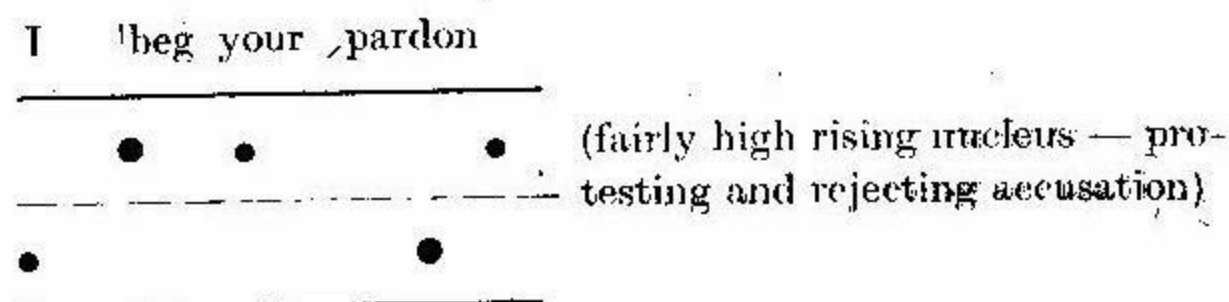 I ˈbeg your ˏpardon
(fairly high rising nucleus — pro-
testing and rejecting accusation)